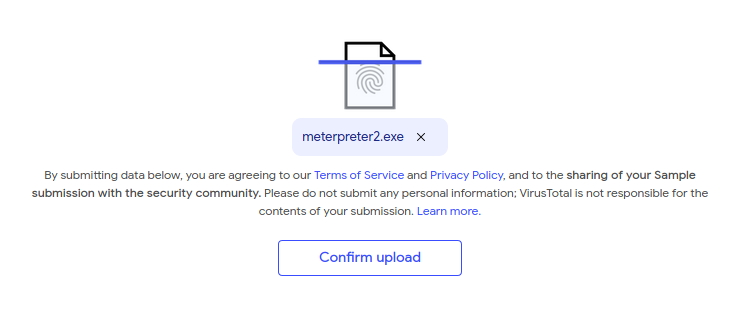 meterpreter2.exe ×
By submitting data below, you are agreeing to our Terms of Service and Privacy Policy, and to the sharing of your Sample
submission with the security community. Please do not submit any personal information; VirusTotal is not responsible for the
contents of your submission. Learn more.
Confirm upload